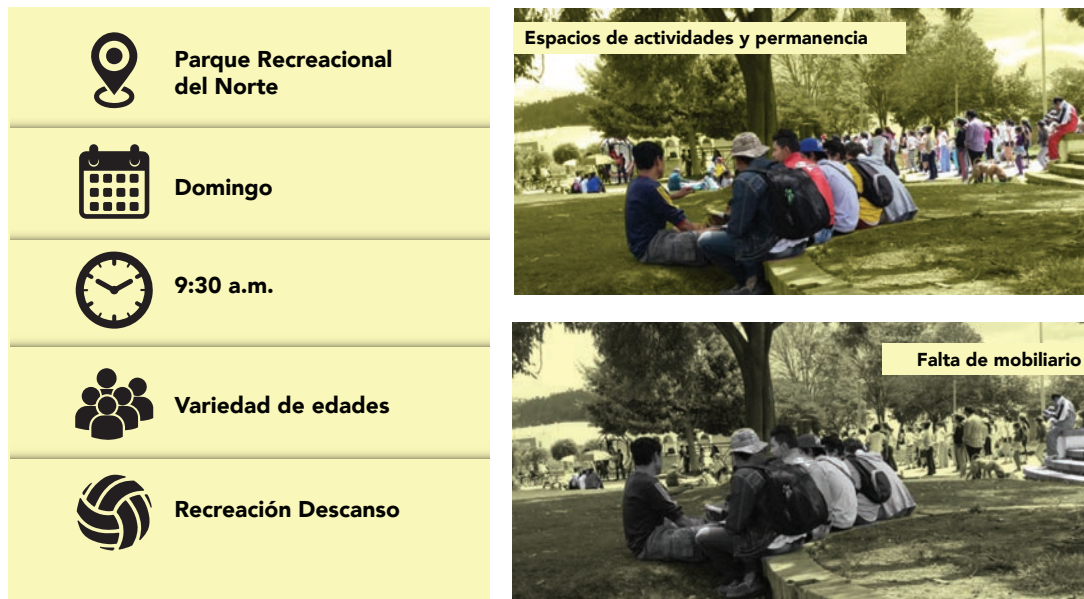 Parque Recreacional
del Norte
Domingo
9:30 a.m.
Variedad de edades
Recreación Descanso
Espacios de actividades y permanencia
Falta de mobiliario